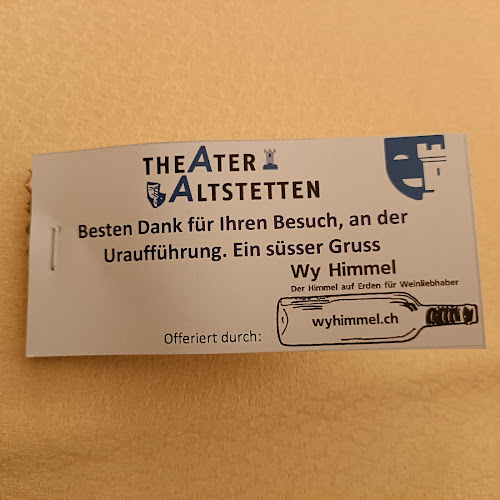 THEATER
ALTSTETTEN
Besten Dank für Ihren Besuch, an der
Uraufführung. Ein süsser Gruss
Wy Himmel
Der Himmel auf Erden für Weinliebhaber
wyhimmel.ch
Offeriert durch: